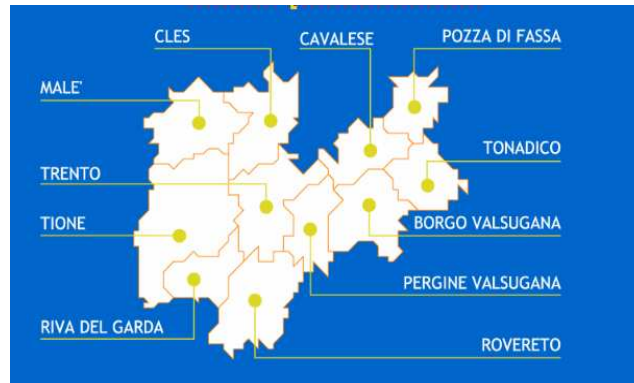 CLES
CAVALESE
POZZA DI FASSA
MALE'
TONADICO
TRENTO
TIONE
BORGO VALSUGANA
PERGINE VALSUGANA
RIVA DEL GARDA
ROVERETO